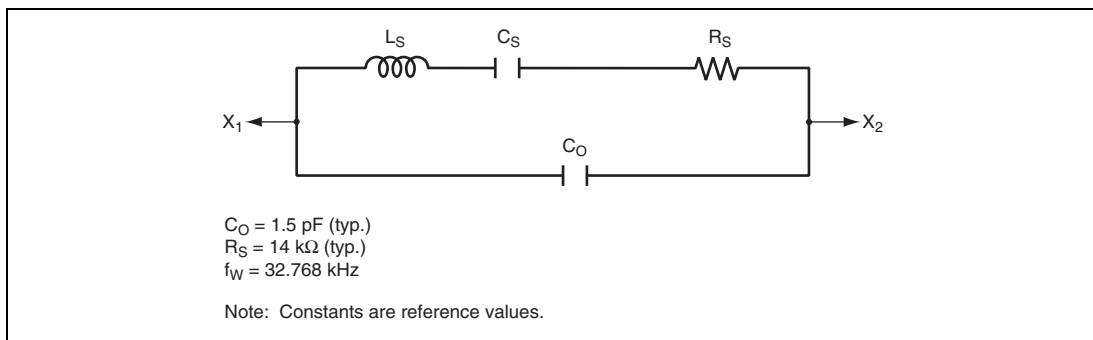 L_S C_S R_S
X_1 X_2
C_O
C_O = 1.5 pF (typ.)
R_S = 14 kΩ (typ.)
f_W = 32.768 kHz
Note: Constants are reference values.